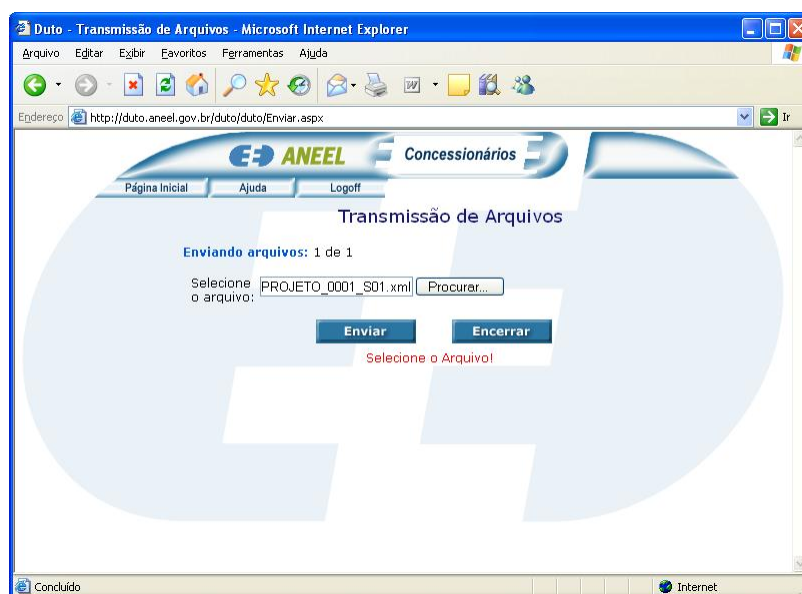 Duto - Transmissão de Arquivos - Microsoft Internet Explorer
Arquivo Editar Exibir Favoritos Ferramentas Ajuda
Endereço http://duto.aneel.gov.br/duto/duto/Enviar.aspx Ir
ANEEL Concessionários
Página Inicial Ajuda Logoff
Transmissão de Arquivos
Enviando arquivos: 1 de 1
Selecione
o arquivo: PROJETO_0001_S01.xml Procurar...
Enviar Encerrar
Selecione o Arquivo!
Concluído Internet